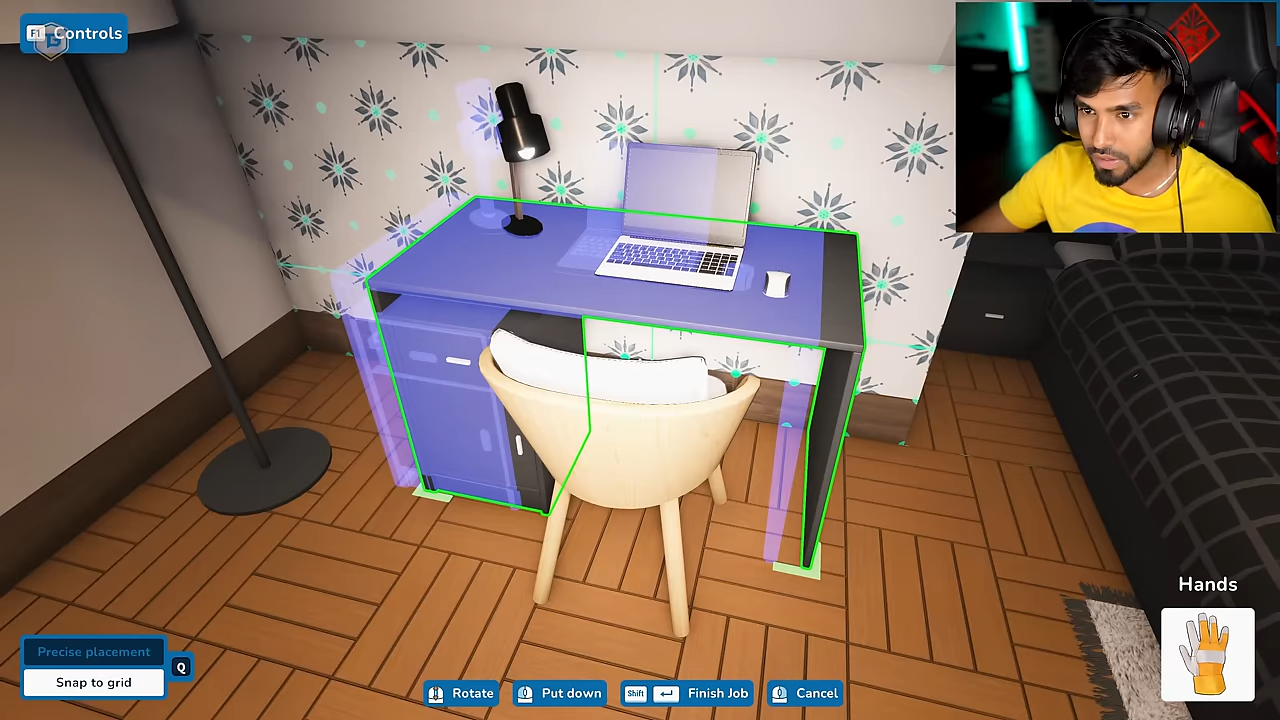 F1 Controls
Hands
Precise placement
Q
Snap to grid
Rotate
Put down
Shift Finish Job
Cancel